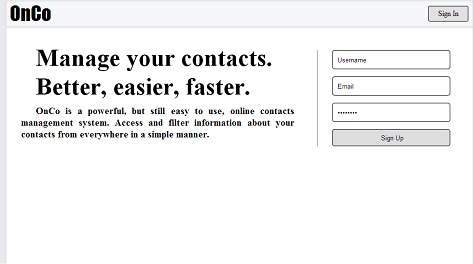 OnCo
Sign In
Manage your contacts.
Better, easier, faster.
OnCo is a powerful, but still easy to use, online contacts
management system. Access and filter information about your
contacts from everywhere in a simple manner.
Username
Email
••••••••
Sign Up